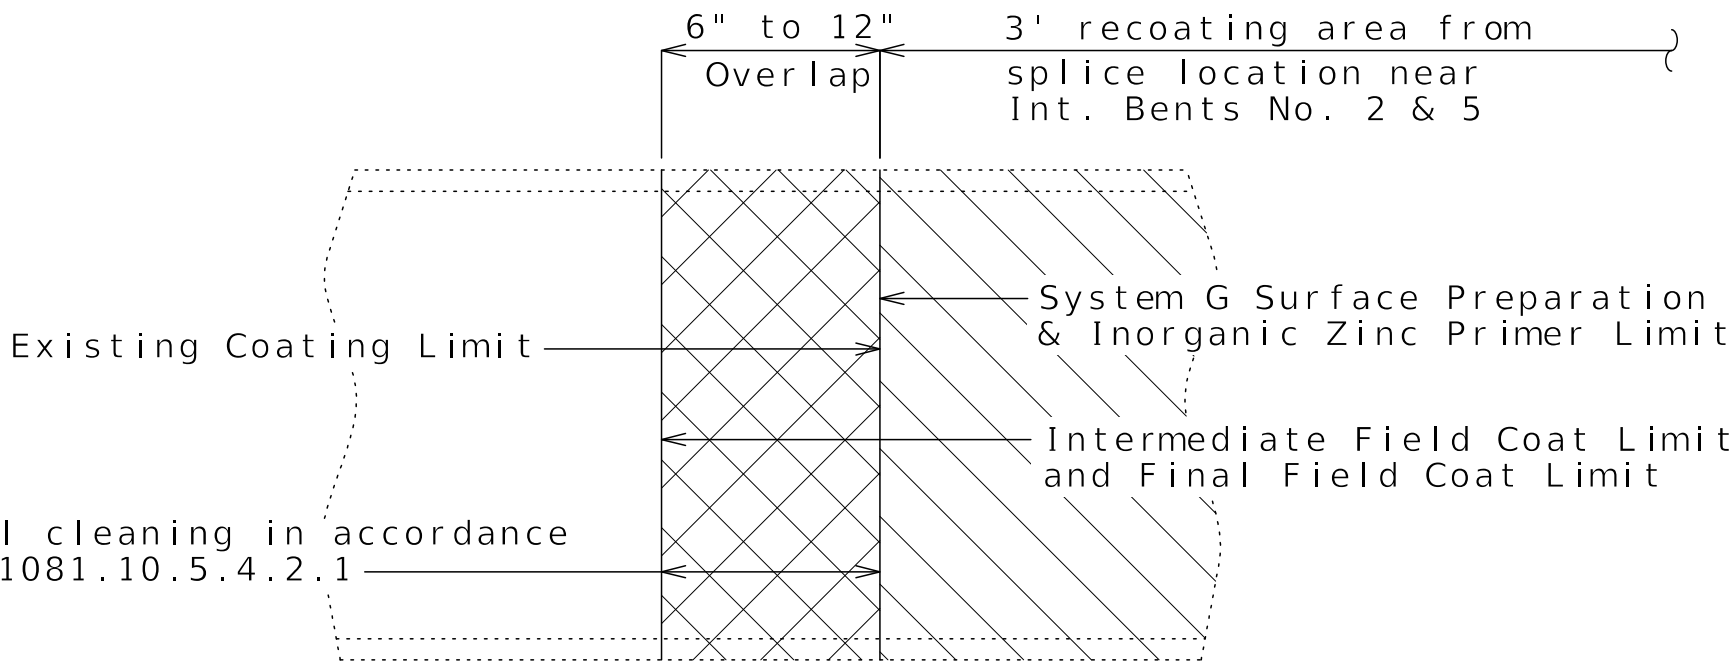 6" to 12"
Overlap
3' recoating area from
splice location near
Int. Bents No. 2 & 5
System G Surface Preparation
& Inorganic Zinc Primer Limit
Existing Coating Limit
Intermediate Field Coat Limit
and Final Field Coat Limit
cleaning in accordance
1081.10.5.4.2.1